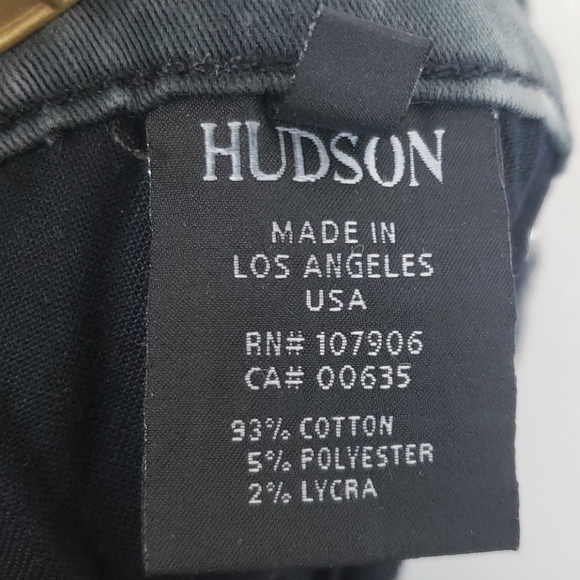 HUDSON
MADE IN
LOS ANGELES
USA
RN# 107906
CA# 00635
93% COTTON
5% POLYESTER
2% LYCRA